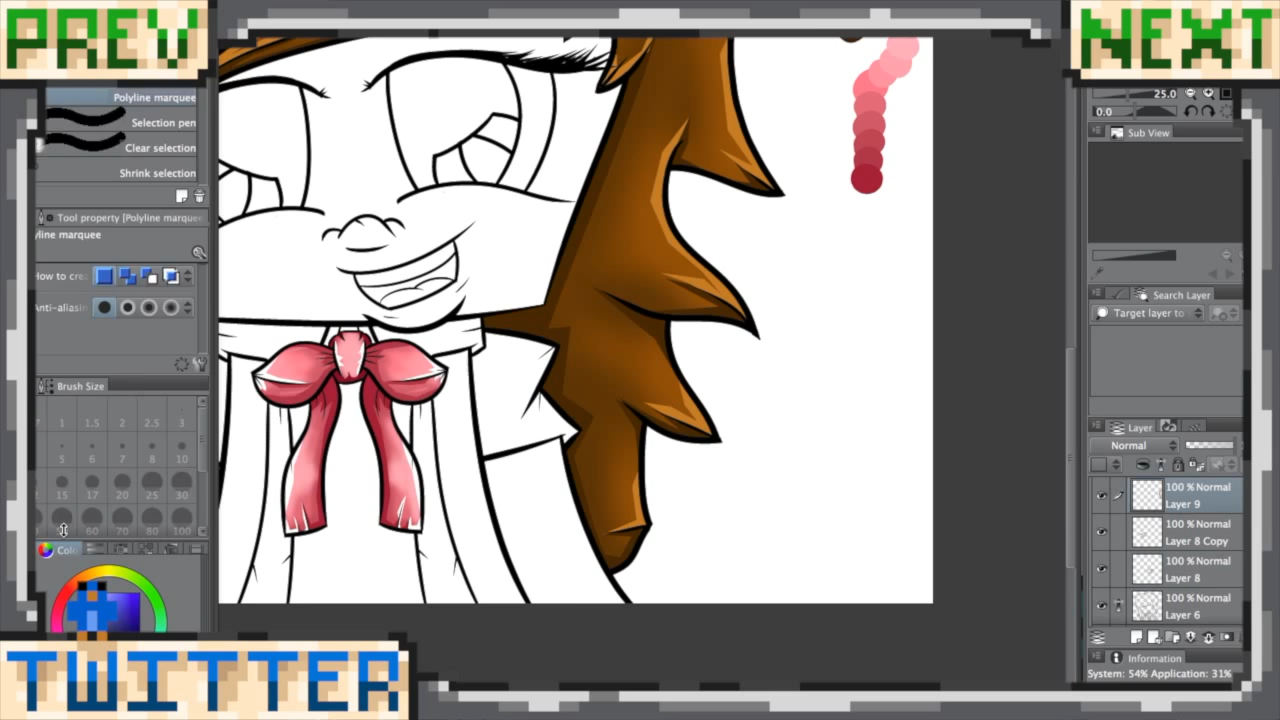 PREV
NEXT
Polyline marquee
Selection pen
Clear selection
Shrink selection
Tool property [Polyline marque
yline marquee
How to cre
Anti-aliasin
Brush Size
7 1 1.5 2 2.5 3
5 6 7 8 10
15 17 20 25 30
60 70 80 100
Colo
TWITTER
25.0
0.0
Sub View
Search Layer
Target layer to
Layer
Normal
100 % Normal
Layer 9
100 % Normal
Layer 8 Copy
100 % Normal
Layer 8
100 % Normal
Layer 6
Information
System: 54% Application: 31%